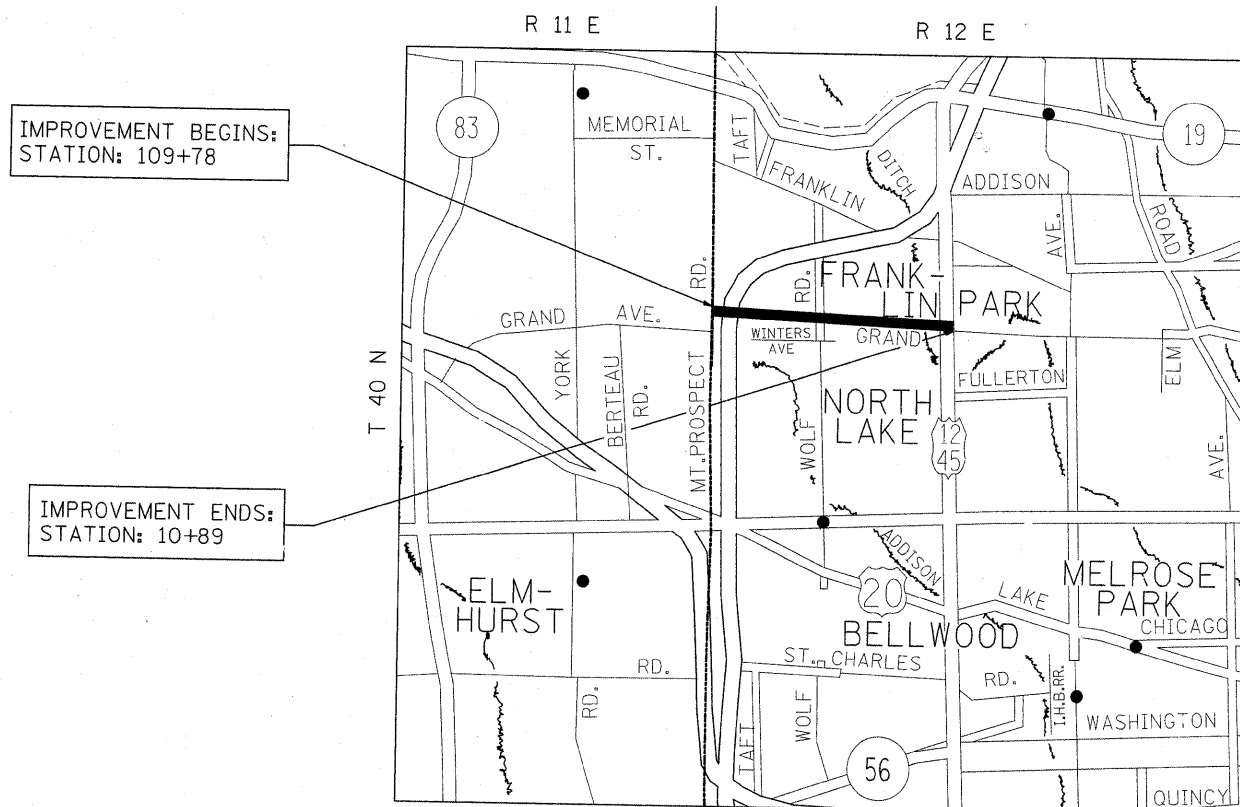 R 11 E
R 12 E
IMPROVEMENT BEGINS:
STATION: 109+78
83
MEMORIAL
ST.
TAFT
FRANKLIN
DITCH
ADDISON
19
AVE.
ROAD
RD.
RD.
FRANK-
LIN PARK
GRAND AVE.
WINTERS
AVE
GRAND
T 40 N
YORK
BERTEAU
RD.
MT.PROSPECT
FULLERTON
ELM
NORTH
LAKE
WOLF
12
45
AVE.
IMPROVEMENT ENDS:
STATION: 10+89
ADDISON
ELM-
HURST
20
LAKE
MELROSE
PARK
BELLWOOD
CHICAGO
RD.
ST. CHARLES
RD.
I.H.B.RR.
RD.
TAFT
WOLF
WASHINGTON
56
QUINCY